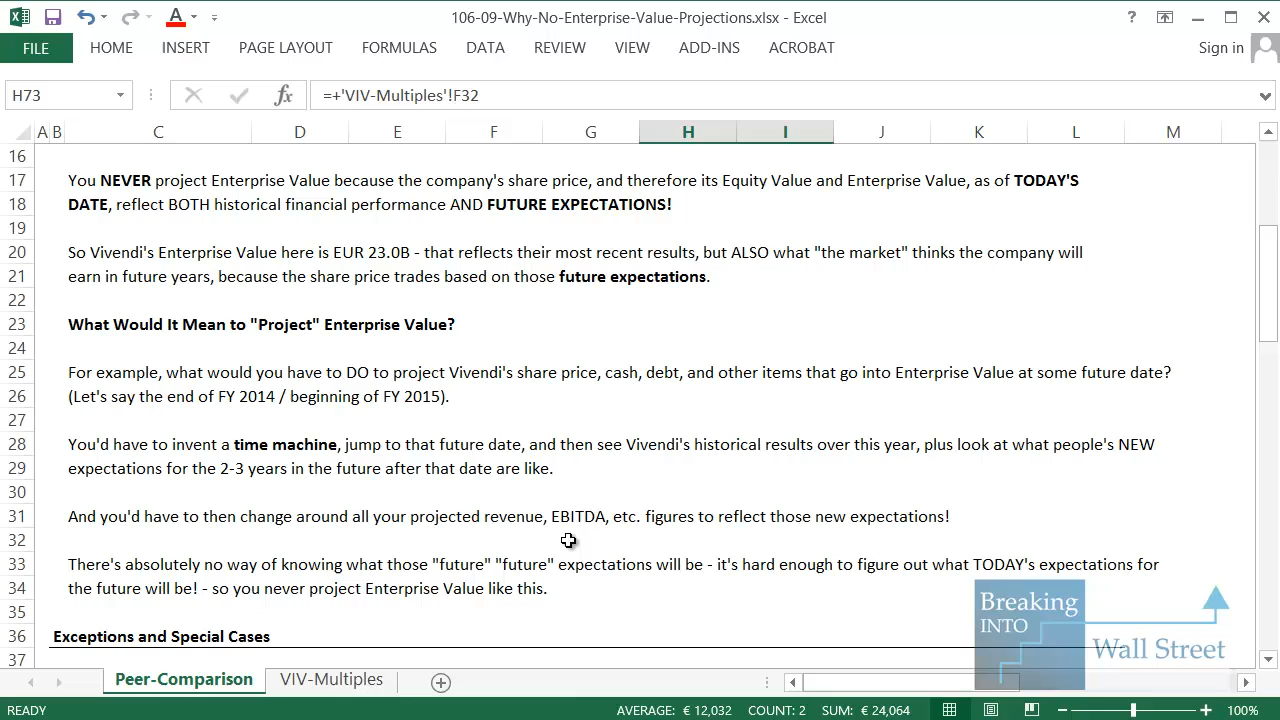 106-09-Why-No-Enterprise-Value-Projections.xlsx - Excel
?
FILE HOME INSERT PAGE LAYOUT FORMULAS DATA REVIEW VIEW ADD-INS ACROBAT Sign in
H73 fx =+'VIV-Multiples'!F32
A B C D E F G H I J K L M
16
17 You NEVER project Enterprise Value because the company's share price, and therefore its Equity Value and Enterprise Value, as of TODAY'S
18 DATE, reflect BOTH historical financial performance AND FUTURE EXPECTATIONS!
19
20 So Vivendi's Enterprise Value here is EUR 23.0B - that reflects their most recent results, but ALSO what "the market" thinks the company will
21 earn in future years, because the share price trades based on those future expectations.
22
23 What Would It Mean to "Project" Enterprise Value?
24
25 For example, what would you have to DO to project Vivendi's share price, cash, debt, and other items that go into Enterprise Value at some future date?
26 (Let's say the end of FY 2014 / beginning of FY 2015).
27
28 You'd have to invent a time machine, jump to that future date, and then see Vivendi's historical results over this year, plus look at what people's NEW
29 expectations for the 2-3 years in the future after that date are like.
30
31 And you'd have to then change around all your projected revenue, EBITDA, etc. figures to reflect those new expectations!
32
33 There's absolutely no way of knowing what those "future" "future" expectations will be - it's hard enough to figure out what TODAY's expectations for
34 the future will be! - so you never project Enterprise Value like this.
35
36 Exceptions and Special Cases
37
Breaking
INTO
Wall Street
Peer-Comparison VIV-Multiples
READY AVERAGE: € 12,032 COUNT: 2 SUM: € 24,064 100%